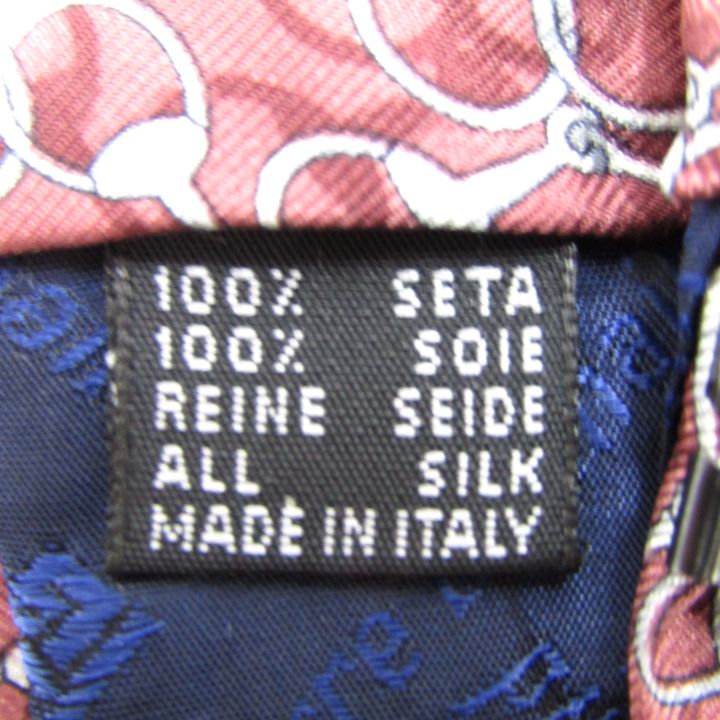 100% SETA
100% SOIE
REINE SEIDE
ALL SILK
MADE IN ITALY